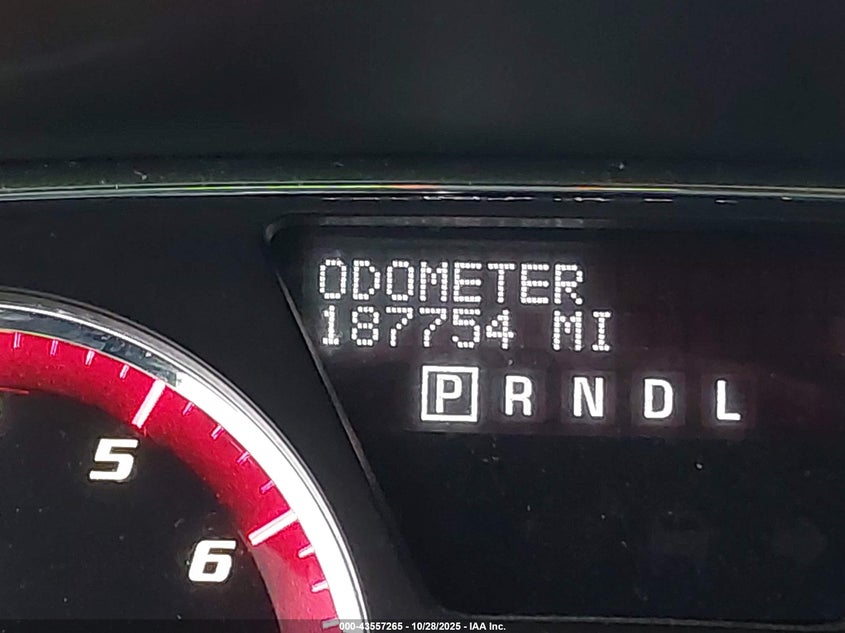 ODOMETER
187754 MI
P R N D L
5
6
000-43557265 - 10/28/2025 - IAA Inc.